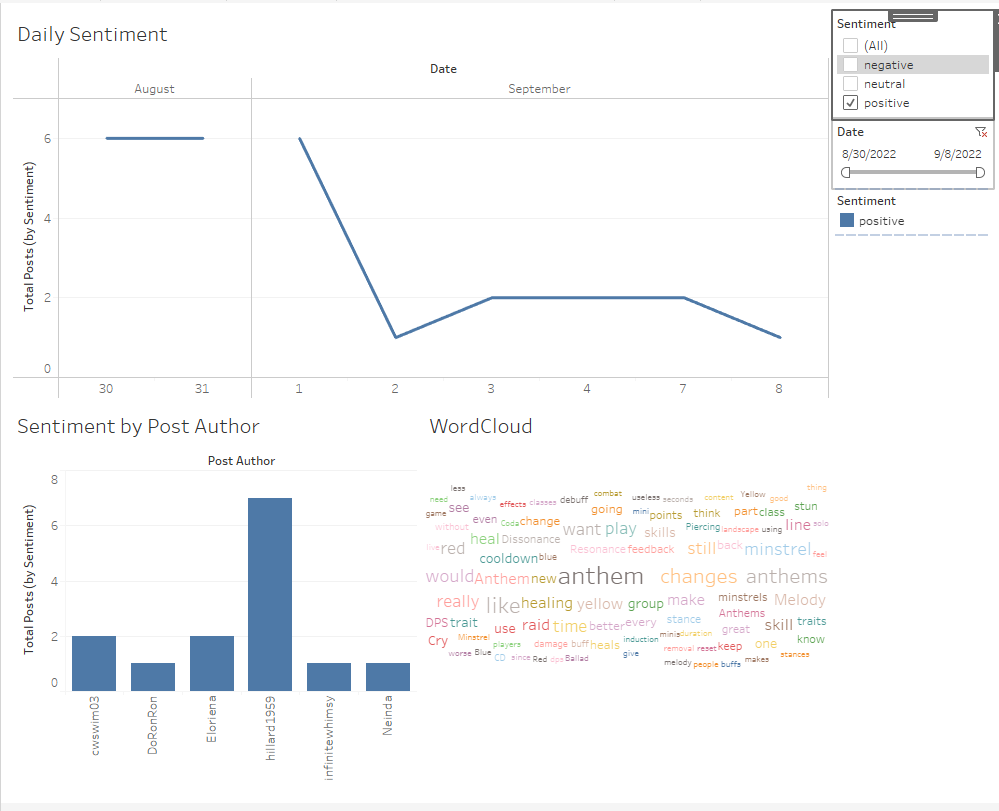 Daily Sentiment
Date
August September
Total Posts (by Sentiment)
6
4
2
0
30 31 1 2 3 4 7 8
Sentiment
(All)
negative
neutral
positive
Date
8/30/2022 9/8/2022
Sentiment
positive
Sentiment by Post Author
Post Author
Total Posts (by Sentiment)
8
6
4
2
0
cwswim03 DoRonRon Eloriena hillard1959 infinitewhimsy Neinda
WordCloud
less thing
need always effects classes debuff combat useless seconds content Yellow good
game see going mini points think part class stun
without even Coda change want play skills Piercing landscape using line solo
heal Dissonance
live red cooldown blue Resonance feedback still back minstrel feel
would Anthem new anthem changes anthems
really like healing yellow group make minstrels Melody
Anthems
DPS trait use raid time better every stance great skill traits
Cry Minstrel players damage buff heals induction minis duration removal reset keep one know
worse Blue CD since Red dps Ballad give melody people buffs makes stances